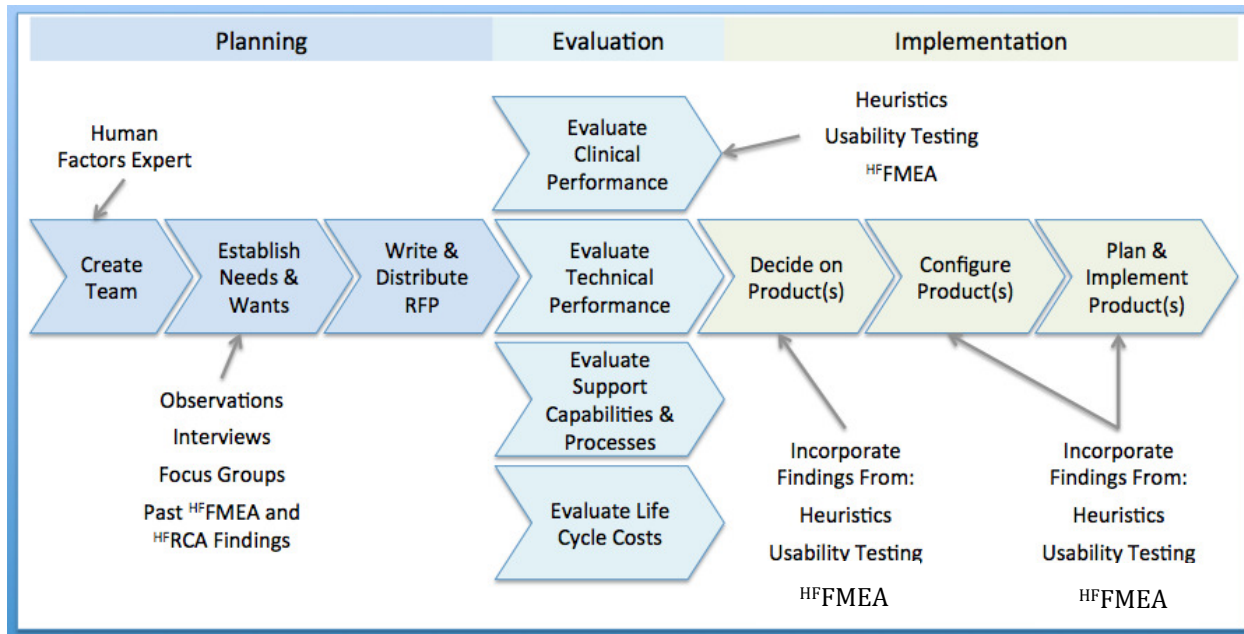 Planning
Evaluation
Implementation
Human
Factors Expert
Evaluate
Clinical
Performance
Heuristics
Usability Testing
HFFMEA
Create
Team
Establish
Needs &
Wants
Write &
Distribute
RFP
Evaluate
Technical
Performance
Decide on
Product(s)
Configure
Product(s)
Plan &
Implement
Product(s)
Observations
Interviews
Focus Groups
Past HFFMEA and
HFRCA Findings
Evaluate
Support
Capabilities &
Processes
Evaluate Life
Cycle Costs
Incorporate
Findings From:
Heuristics
Usability Testing
HFFMEA
Incorporate
Findings From:
Heuristics
Usability Testing
HFFMEA